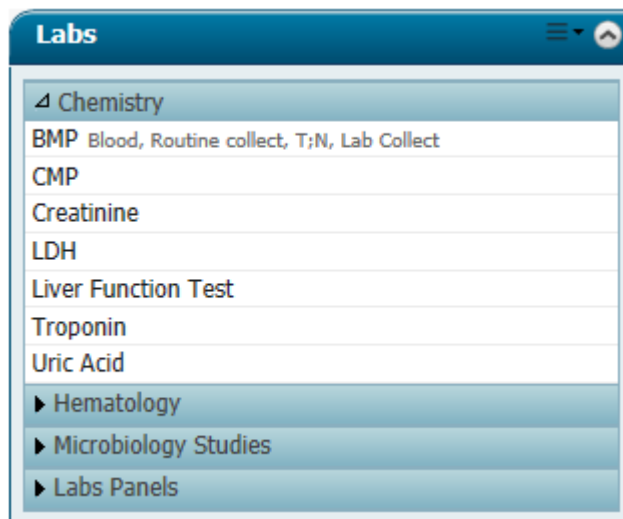 Labs
Chemistry
BMP Blood, Routine collect, T;N, Lab Collect
CMP
Creatinine
LDH
Liver Function Test
Troponin
Uric Acid
Hematology
Microbiology Studies
Labs Panels